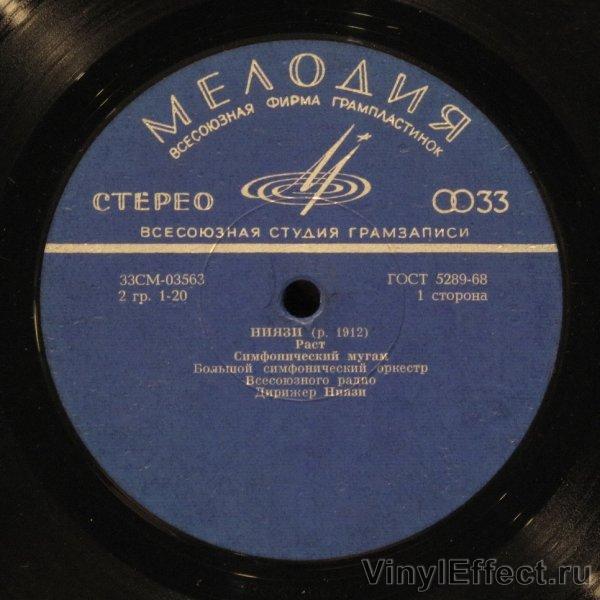 МЕЛОДИЯ
ВСЕСОЮЗНАЯ ФИРМА ГРАМПЛАСТИНОК
СТЕРЕО 33
ВСЕСОЮЗНАЯ СТУДИЯ ГРАМЗАПИСИ
33СМ-03563 ГОСТ 5289-68
2 гр. 1-20 1 сторона
НИЯЗИ (р. 1912)
Раст
Симфонический мугам
Большой симфонический оркестр
Всесоюзного радио
Дирижер Ниязи
VinylEffect.ru